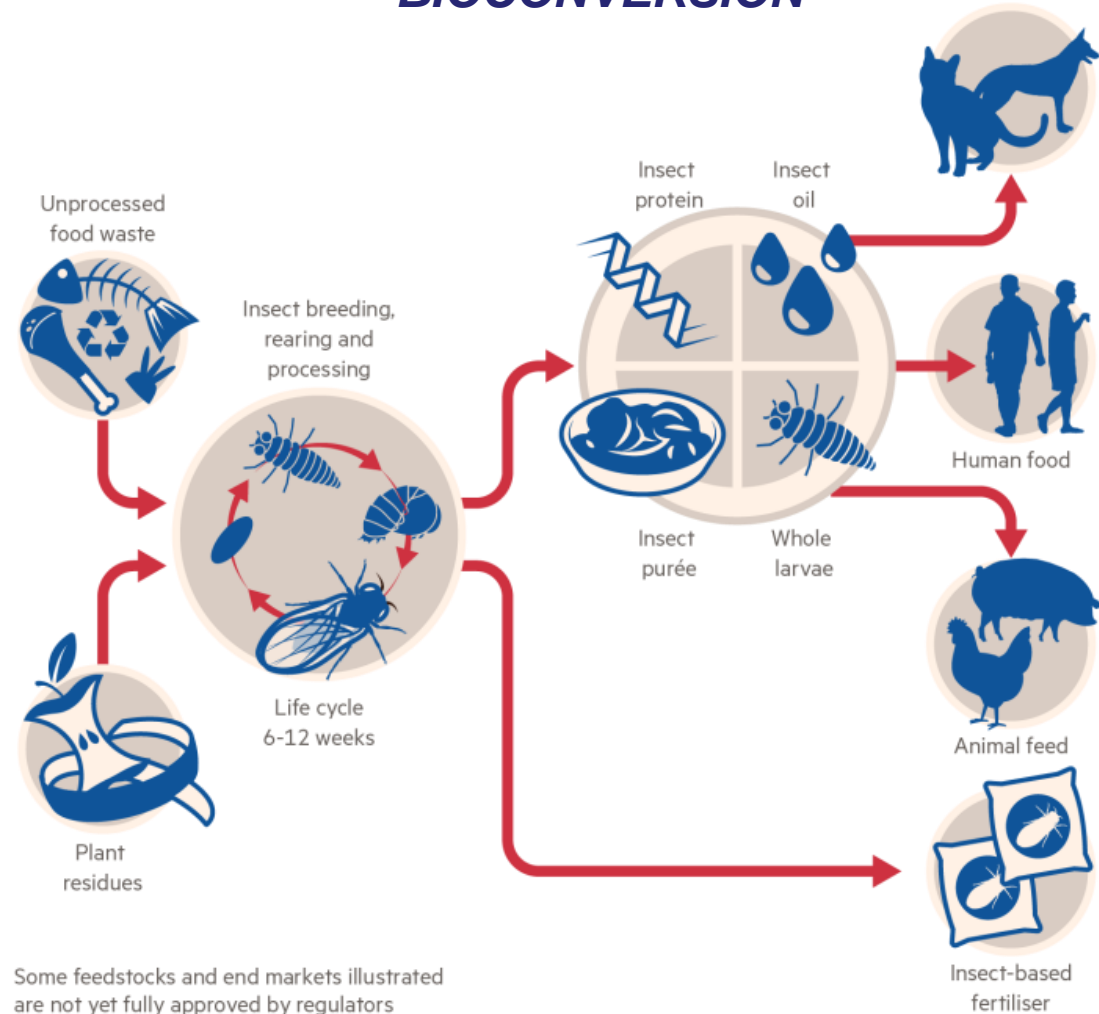 BIOCONVERSION
Unprocessed
food waste
Insect breeding,
rearing and
processing
Life cycle
6-12 weeks
Plant
residues
Insect
protein
Insect
oil
Insect
purée
Whole
larvae
Human food
Animal feed
Insect-based
fertiliser
Some feedstocks and end markets illustrated
are not yet fully approved by regulators